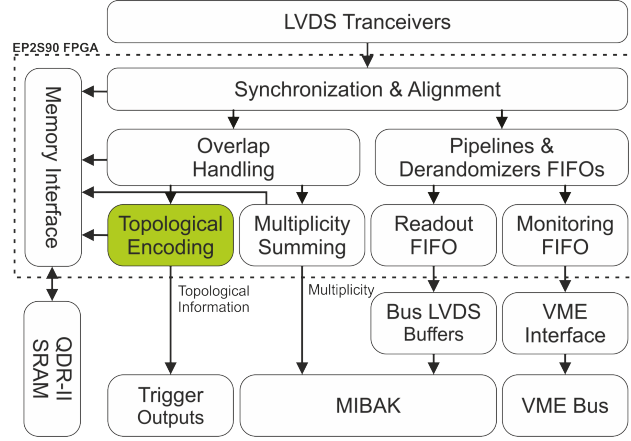 LVDS Tranceivers
EP2S90 FPGA
Memory Interface
Synchronization & Alignment
Overlap
Handling
Pipelines &
Derandomizers FIFOs
Topological
Encoding
Multiplicity
Summing
Readout
FIFO
Monitoring
FIFO
Topological
Information
Multiplicity
QDR-II
SRAM
Bus LVDS
Buffers
VME
Interface
Trigger
Outputs
MIBAK
VME Bus